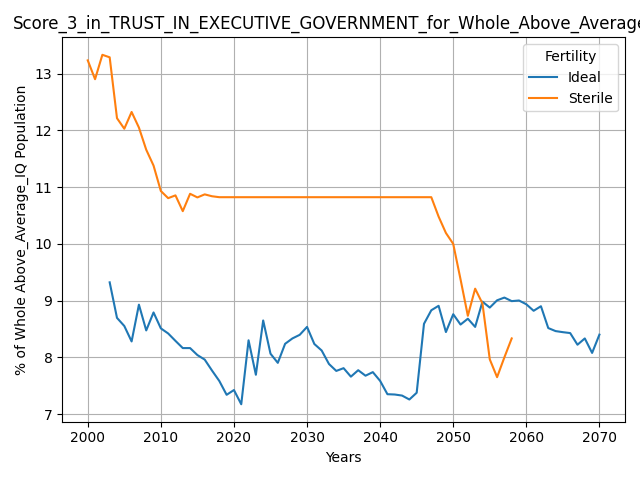 Score_3_in_TRUST_IN_EXECUTIVE_GOVERNMENT_for_Whole_Above_Average
Fertility
Ideal
Sterile
% of Whole Above_Average_IQ Population
13
12
11
10
9
8
7
2000 2010 2020 2030 2040 2050 2060 2070
Years